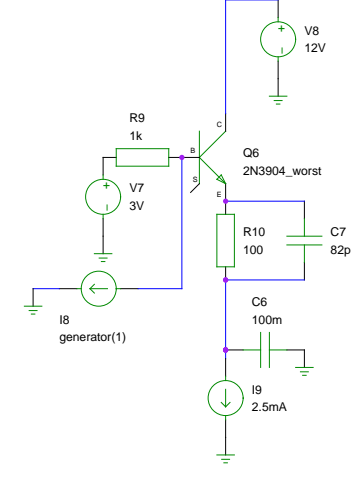 V8
12V
R9
1k
C
B
Q6
2N3904_worst
S
E
V7
3V
R10
100
C7
82p
C6
100m
I8
generator(1)
I9
2.5mA